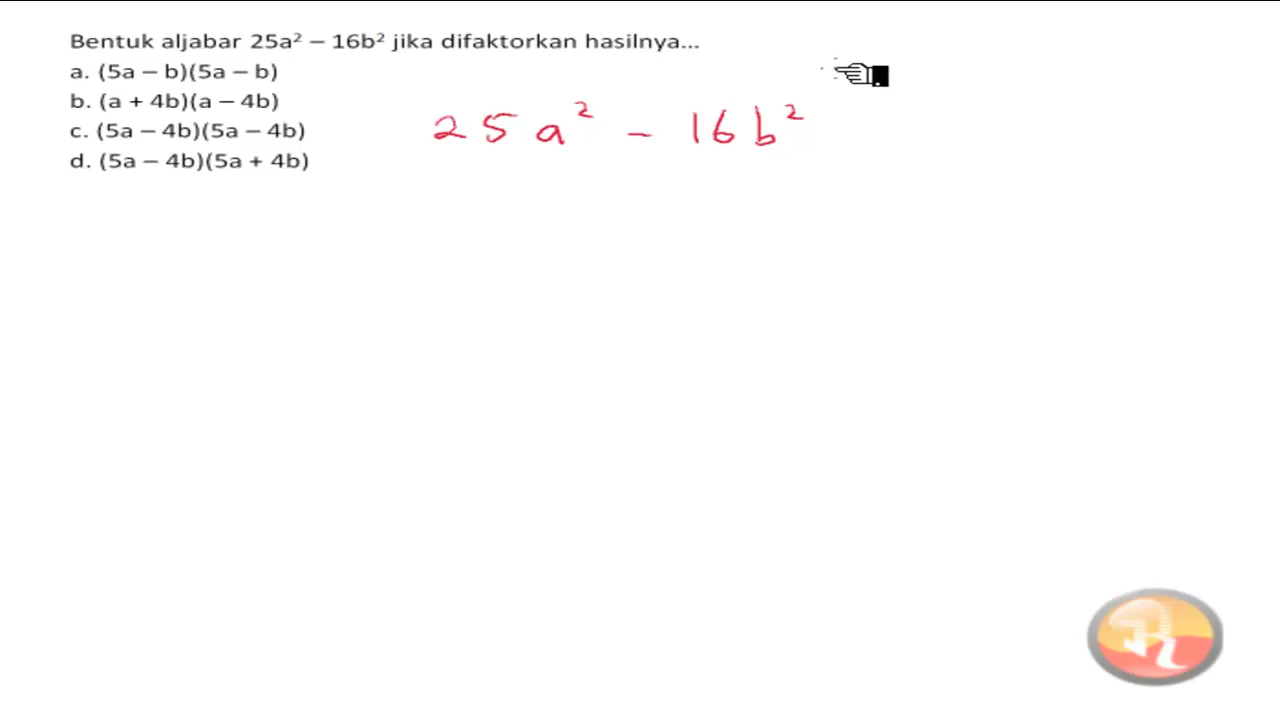 Bentuk aljabar 25a² – 16b² jika difaktorkan hasilnya...
a. (5a – b)(5a – b)
b. (a + 4b)(a – 4b)
c. (5a – 4b)(5a – 4b)
d. (5a – 4b)(5a + 4b)
25a² – 16b²